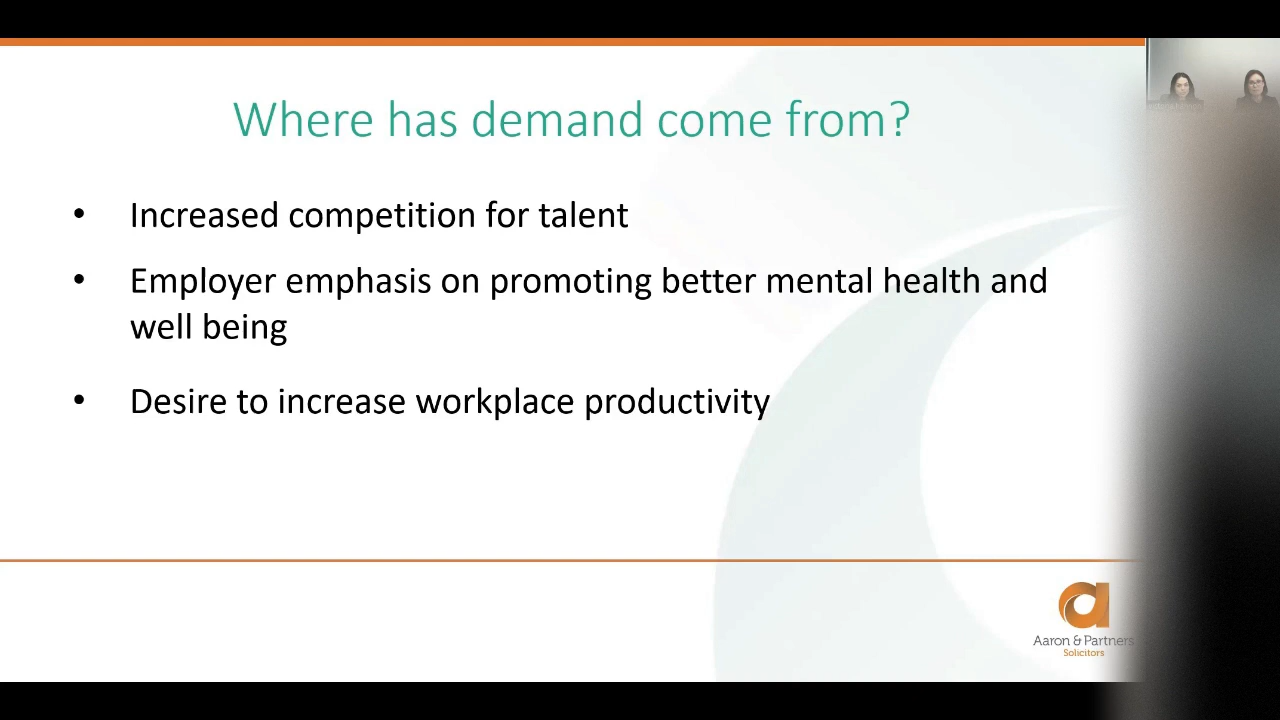 Where has demand come from?
• Increased competition for talent
• Employer emphasis on promoting better mental health and
well being
• Desire to increase workplace productivity
Aaron & Partners
Solicitors